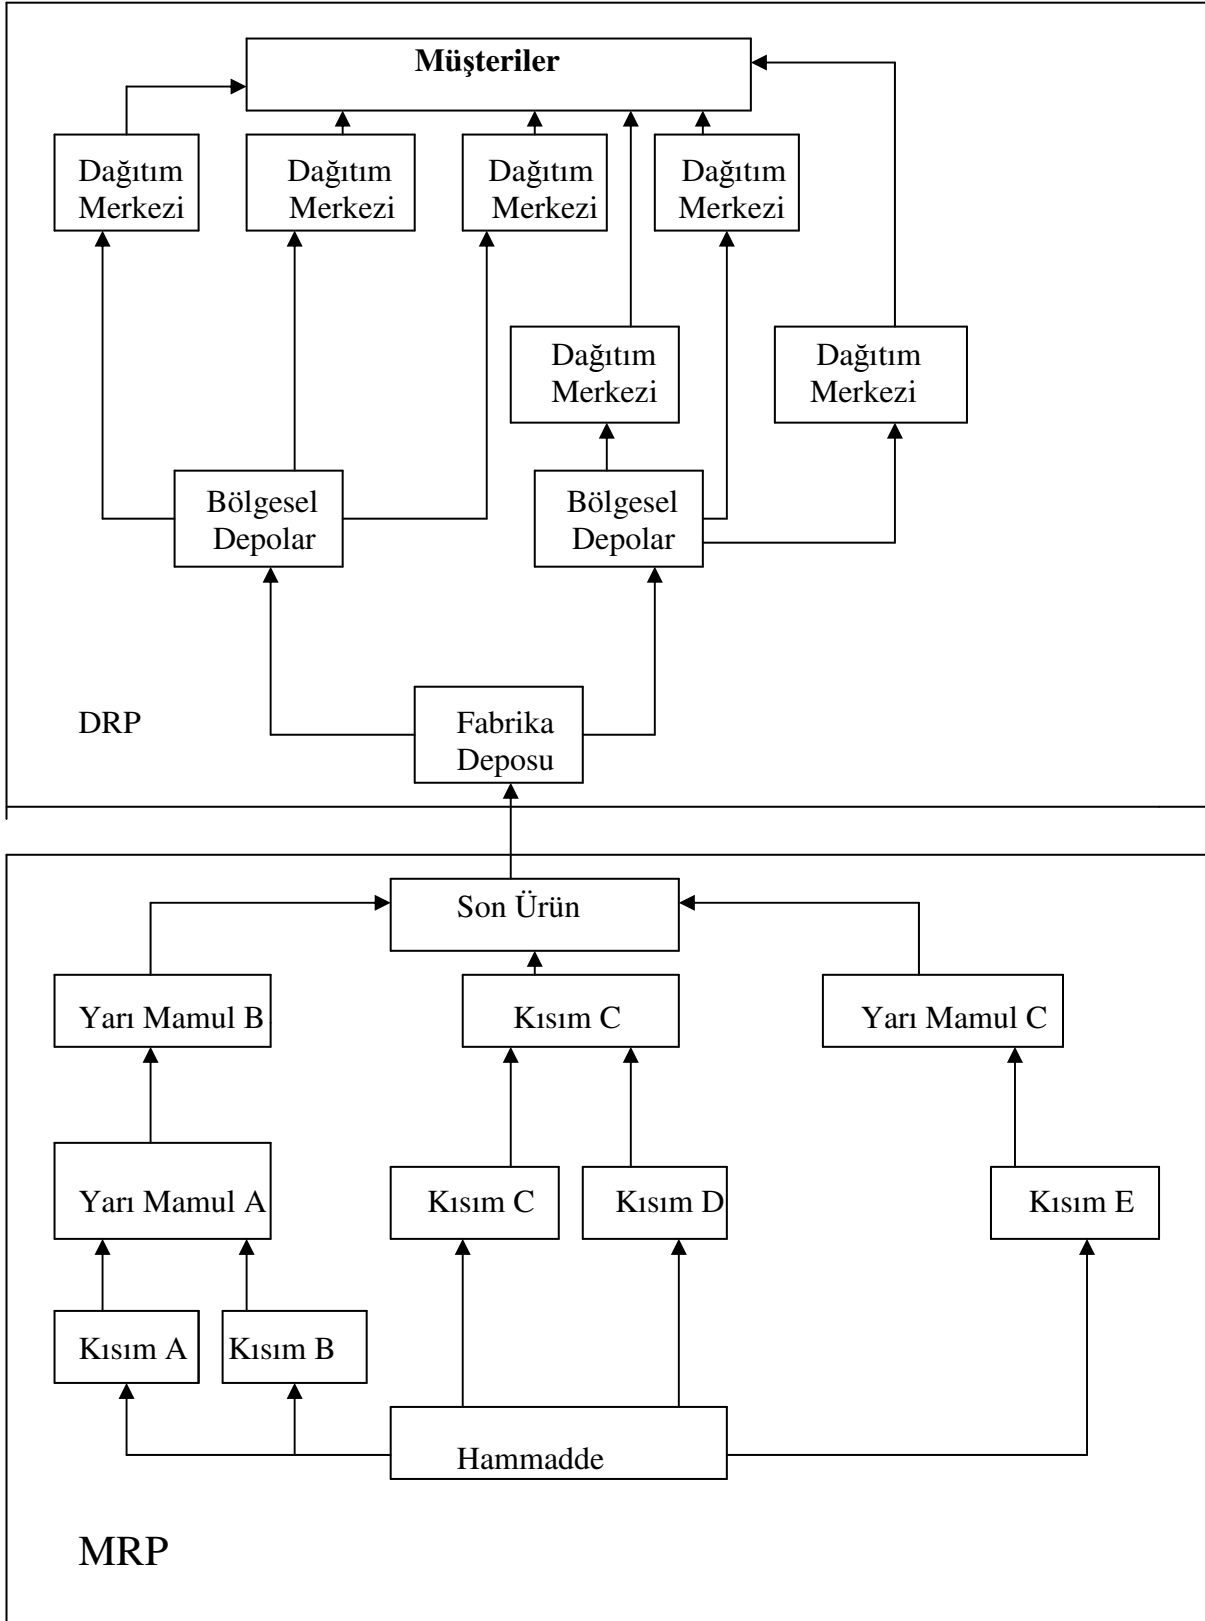 Müşteriler
Dağıtım
Merkezi
Dağıtım
Merkezi
Dağıtım
Merkezi
Dağıtım
Merkezi
Dağıtım
Merkezi
Dağıtım
Merkezi
Bölgesel
Depolar
Bölgesel
Depolar
DRP
Fabrika
Deposu
Son Ürün
Yarı Mamul B
Kısım C
Yarı Mamul C
Yarı Mamul A
Kısım C
Kısım D
Kısım E
Kısım A
Kısım B
Hammadde
MRP